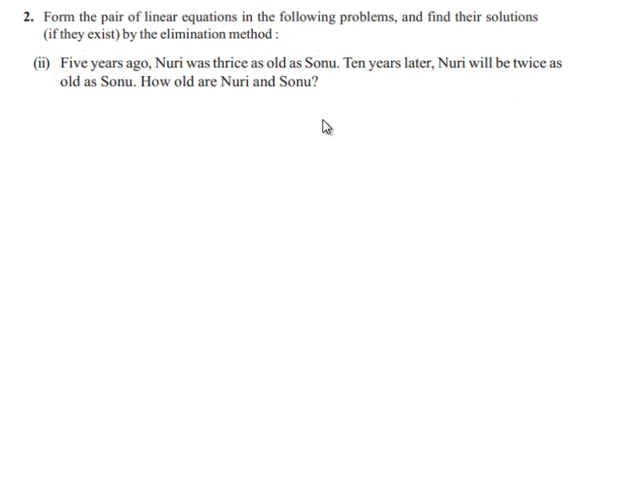 2. Form the pair of linear equations in the following problems, and find their solutions
(if they exist) by the elimination method :
(ii) Five years ago, Nuri was thrice as old as Sonu. Ten years later, Nuri will be twice as
old as Sonu. How old are Nuri and Sonu?